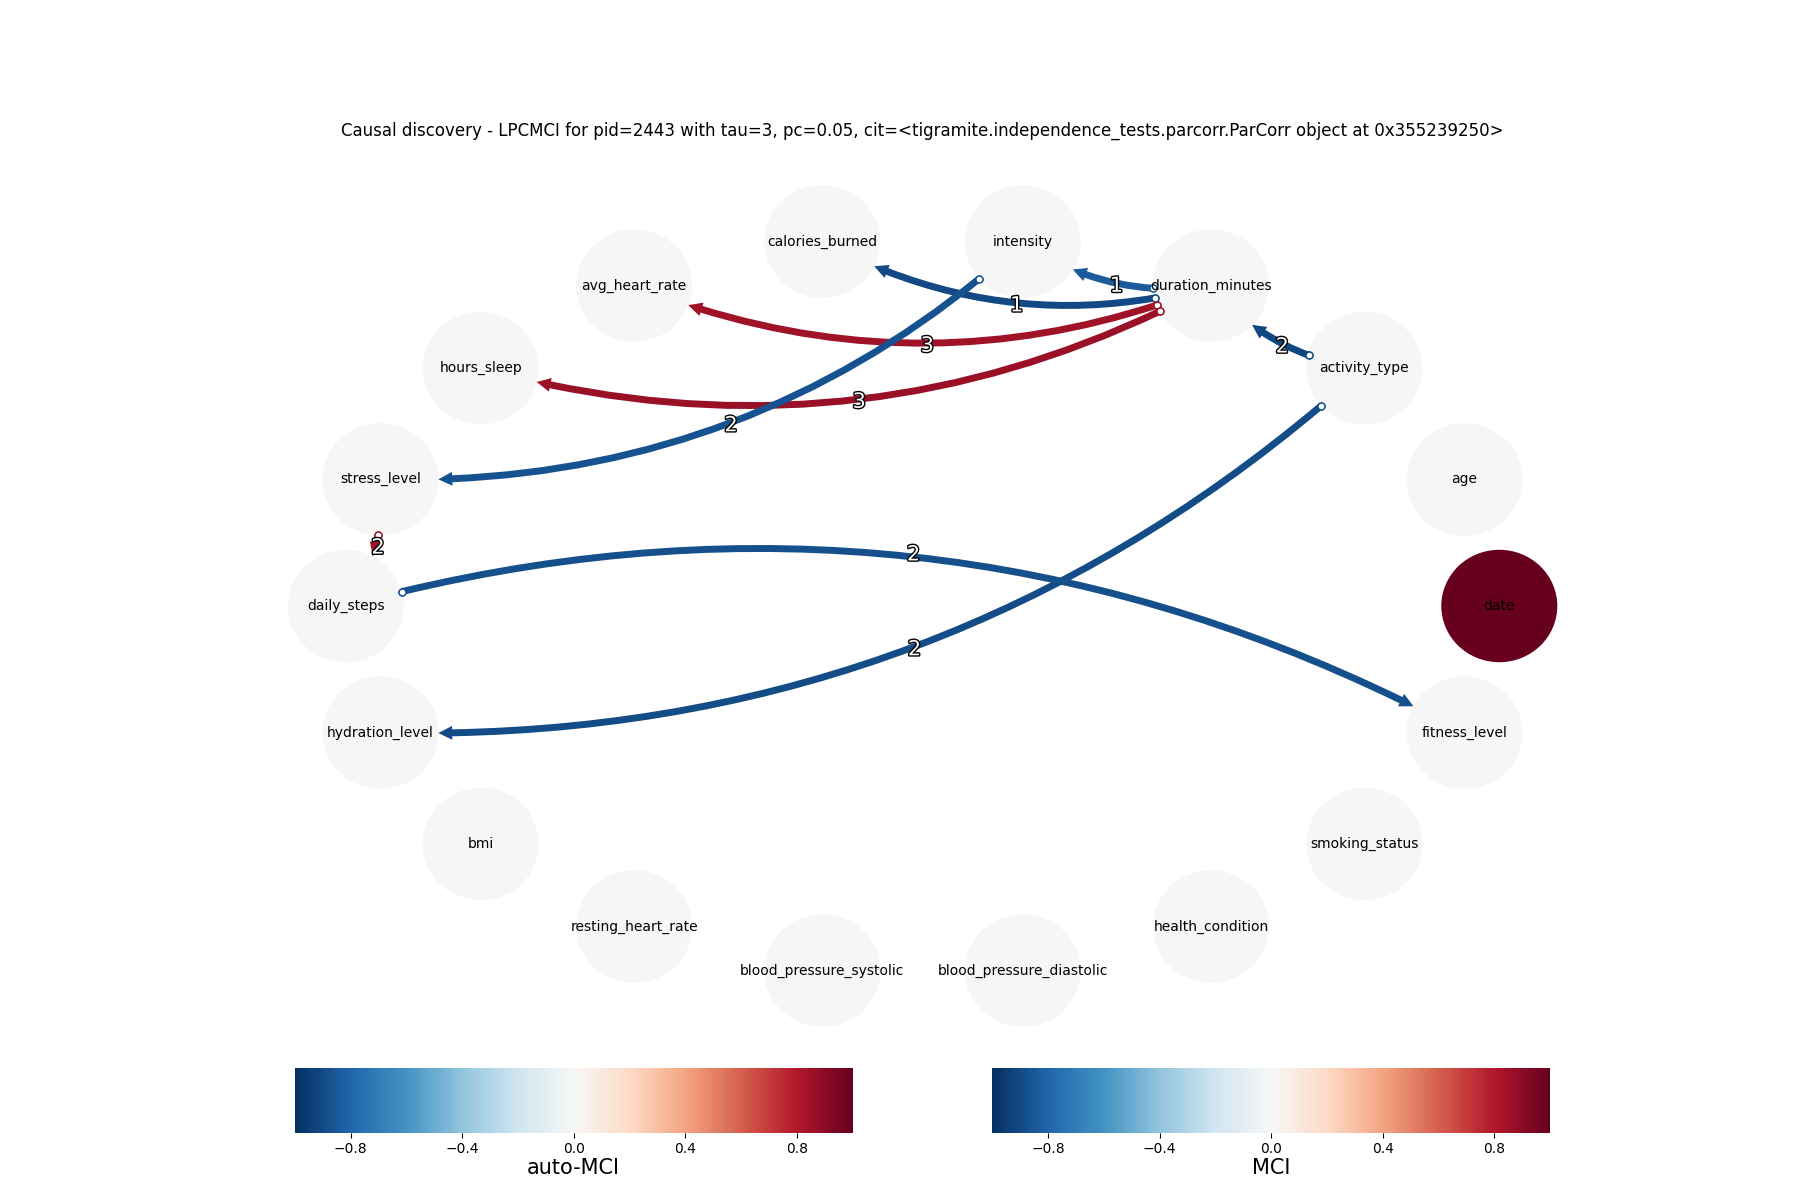 Causal discovery - LPCMCI for pid=2443 with tau=3, pc=0.05, cit=<tigramite.independence_tests.parcorr.ParCorr object at 0x355239250>
calories_burned
intensity
avg_heart_rate
1
duration_minutes
1
3
2
hours_sleep
activity_type
3
2
stress_level
age
2
2
daily_steps
date
2
hydration_level
fitness_level
bmi
smoking_status
resting_heart_rate
health_condition
blood_pressure_systolic
blood_pressure_diastolic
−0.8 −0.4 0.0 0.4 0.8
auto-MCI
−0.8 −0.4 0.0 0.4 0.8
MCI